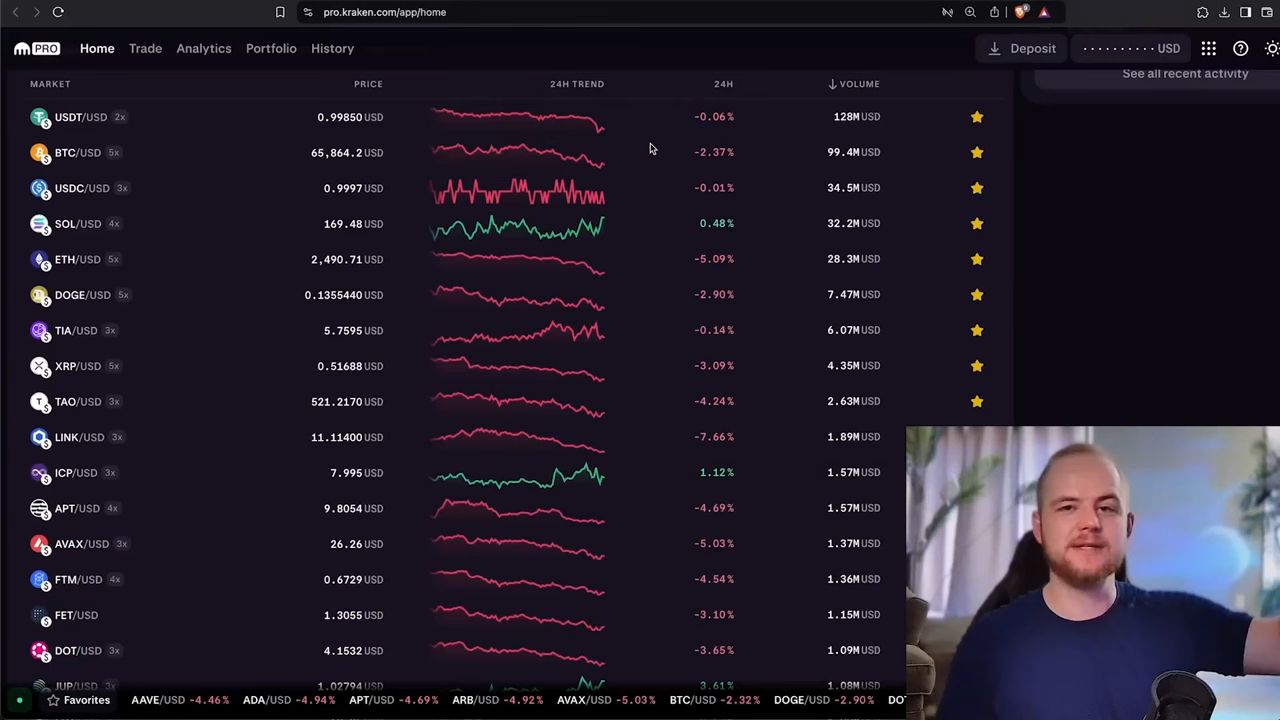 pro.kraken.com/app/home
PRO Home Trade Analytics Portfolio History Deposit ·········· USD
MARKET PRICE 24H TREND 24H VOLUME See all recent activity
USDT/USD 2x 0.99850 USD -0.06% 128M USD
BTC/USD 5x 65,864.2 USD -2.37% 99.4M USD
USDC/USD 3x 0.9997 USD -0.01% 34.5M USD
SOL/USD 4x 169.48 USD 0.48% 32.2M USD
ETH/USD 5x 2,490.71 USD -5.09% 28.3M USD
DOGE/USD 5x 0.1355440 USD -2.90% 7.47M USD
TIA/USD 3x 5.7595 USD -0.14% 6.07M USD
XRP/USD 5x 0.51688 USD -3.09% 4.35M USD
TAO/USD 3x 521.2170 USD -4.24% 2.63M USD
LINK/USD 3x 11.11400 USD -7.66% 1.89M USD
ICP/USD 3x 7.995 USD 1.12% 1.57M USD
APT/USD 4x 9.8054 USD -4.69% 1.57M USD
AVAX/USD 3x 26.26 USD -5.03% 1.37M USD
FTM/USD 4x 0.6729 USD -4.54% 1.36M USD
FET/USD 1.3055 USD -3.10% 1.15M USD
DOT/USD 3x 4.1532 USD -3.65% 1.09M USD
JUP/USD 3x 1.02794 USD 3.61% 1.08M USD
Favorites AAVE/USD -4.46% ADA/USD -4.94% APT/USD -4.69% ARB/USD -4.92% AVAX/USD -5.03% BTC/USD -2.32% DOGE/USD -2.90% DOT